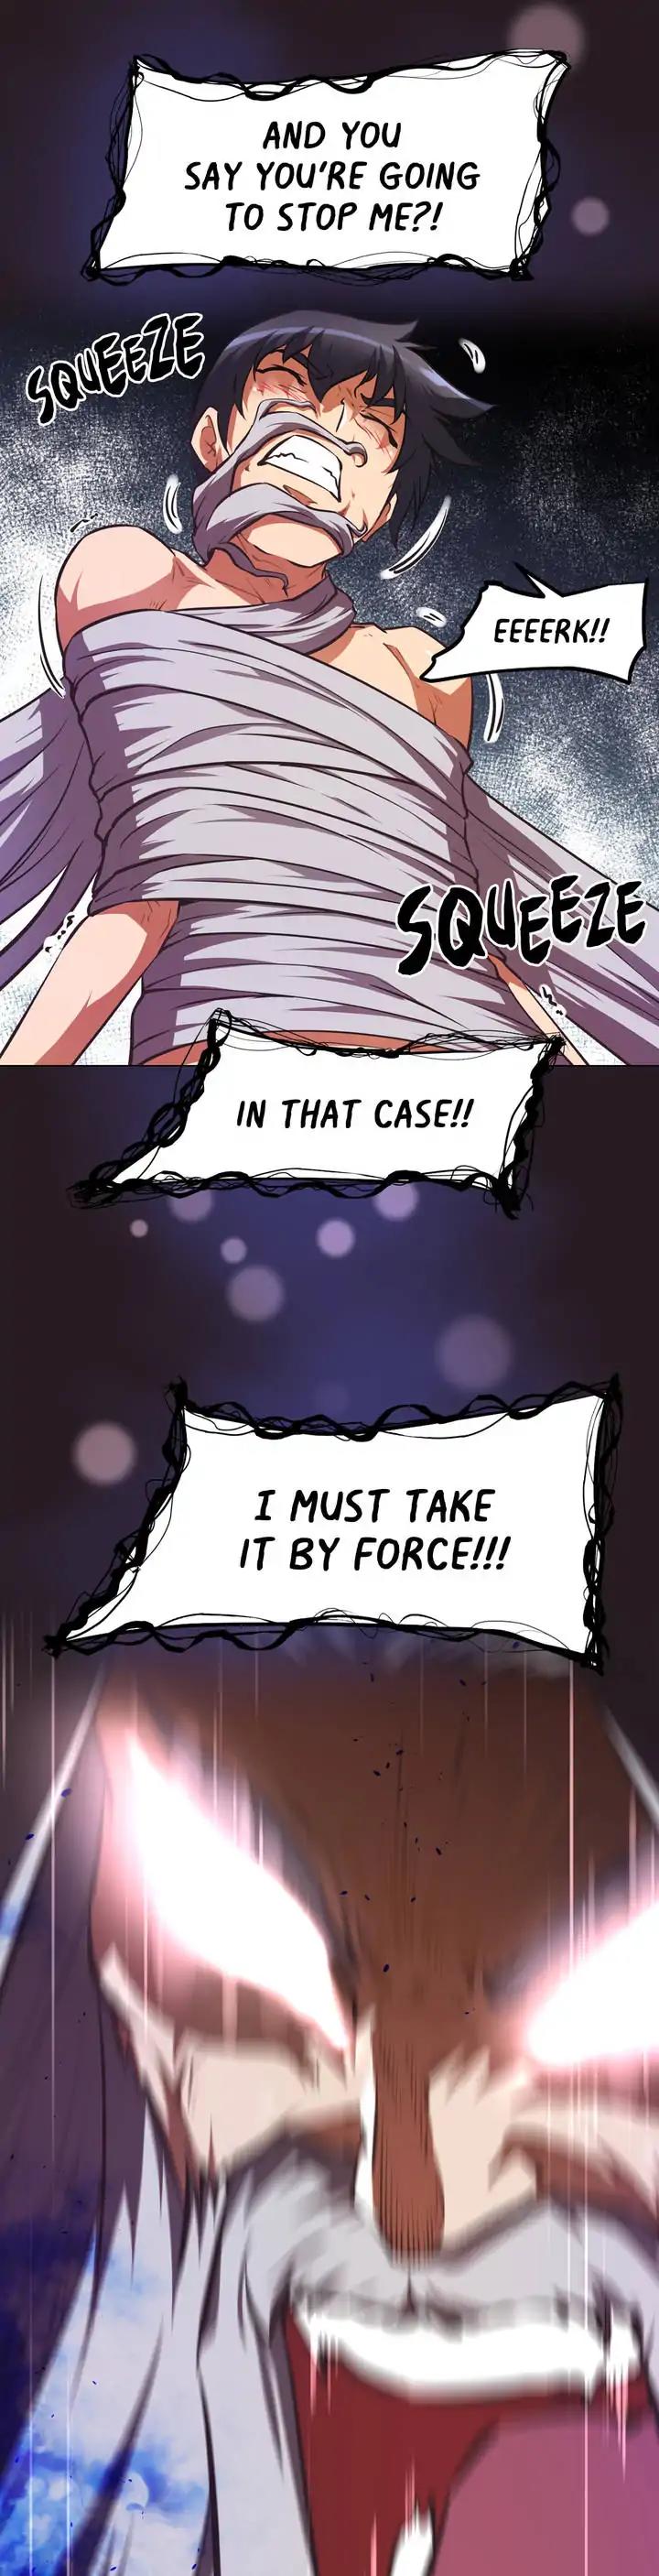 AND YOU
SAY YOU'RE GOING
TO STOP ME?!
SQUEEZE
EEEERK!!
SQUEEZE
IN THAT CASE!!
I MUST TAKE
IT BY FORCE!!!